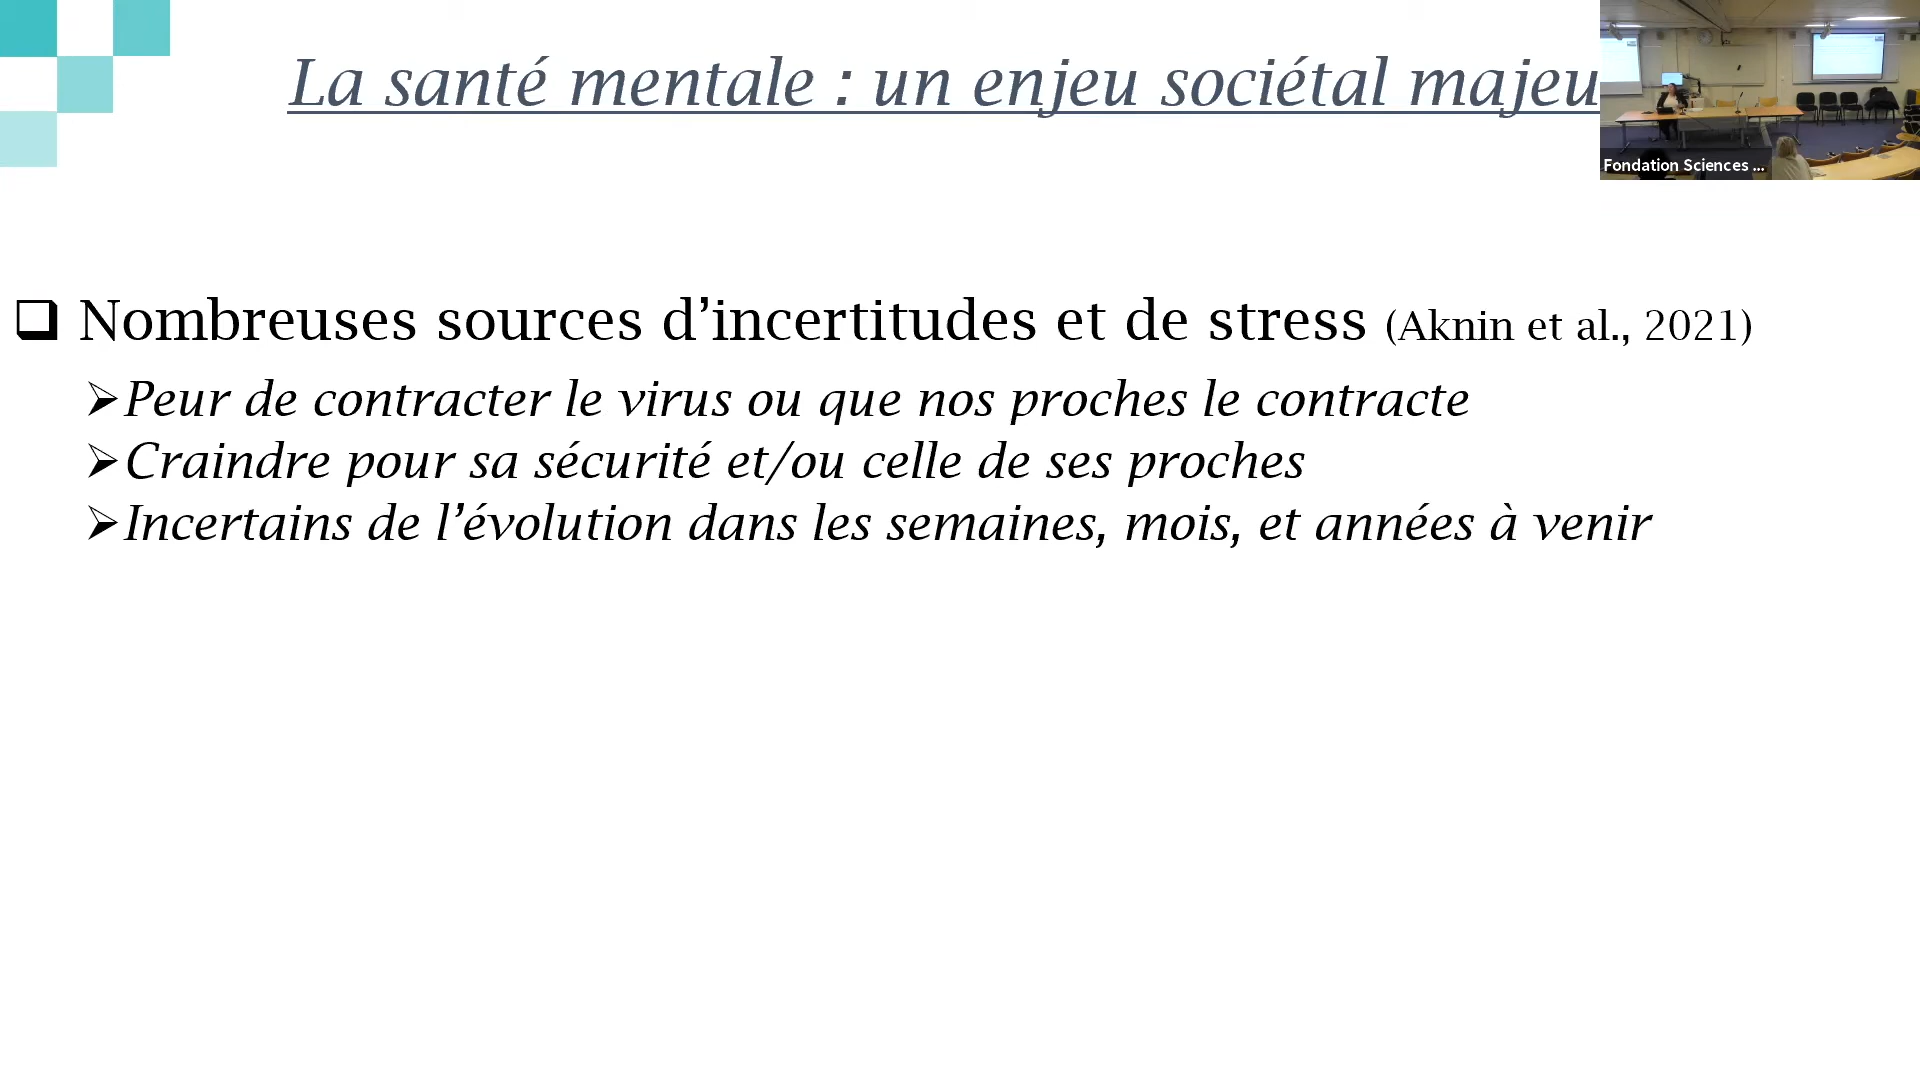 La santé mentale : un enjeu sociétal majeu
Fondation Sciences ...
❑ Nombreuses sources d’incertitudes et de stress (Aknin et al., 2021)
➢Peur de contracter le virus ou que nos proches le contracte
➢Craindre pour sa sécurité et/ou celle de ses proches
➢Incertains de l’évolution dans les semaines, mois, et années à venir